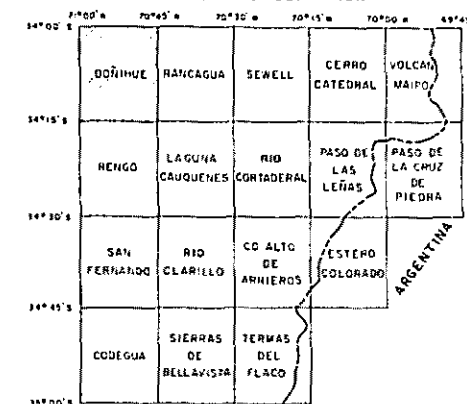 71°00' m 70°45' m 70°30' m 70°45' m 70°00' m 69°45'
34°00' S
DOÑIHUE RANCAGUA SEWELL CERRO CATEDRAL VOLCAN MAIPO
34°15' S
RENGO LAGUNA CAUQUENES RIO CORTADERAL PASO DE LAS LEÑAS PASO DE LA CRUZ DE PIEDRA
34°30' S
SAN FERNANDO RIO CLARILLO CO ALTO DE ARRIEROS ESTERO COLORADO
ARGENTINA
34°45' S
CODEGUA SIERRAS DE BELLAVISTA TERMAS DEL FLACO
35°00' S